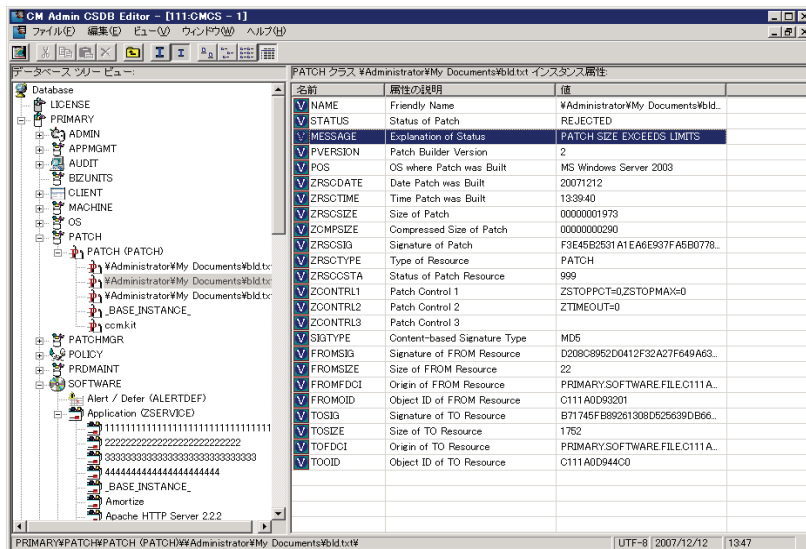 CM Admin CSDB Editor - [111:CMCS - 1]
ファイル(F) 編集(E) ビュー(V) ウィンドウ(W) ヘルプ(H)
データベース ツリー ビュー:
Database
LICENSE
PRIMARY
ADMIN
APPMGMT
AUDIT
BIZUNITS
CLIENT
MACHINE
OS
PATCH
PATCH (PATCH)
¥Administrator¥My Documents¥bld.tx
¥Administrator¥My Documents¥bld.tx
¥Administrator¥My Documents¥bld.tx
_BASE_INSTANCE_
ccm.kit
PATCHMGR
POLICY
PRDMAINT
SOFTWARE
Alert / Defer (ALERTDEF)
Application (ZSERVICE)
_BASE_INSTANCE_
Amortize
Apache HTTP Server 2.2.2
PATCH クラス ¥Administrator¥My Documents¥bld.txt インスタンス属性:
名前 属性の説明 値
NAME Friendly Name ¥Administrator¥My Documents¥bld...
STATUS Status of Patch REJECTED
MESSAGE Explanation of Status PATCH SIZE EXCEEDS LIMITS
PVERSION Patch Builder Version 2
POS OS where Patch was Built MS Windows Server 2003
ZRSCDATE Date Patch was Built 20071212
ZRSCTIME Time Patch was Built 13:39:40
ZRSCSIZE Size of Patch 00000001973
ZCMPSIZE Compressed Size of Patch 00000000290
ZRSCSIG Signature of Patch F3E45B2531A1EA6E937FA5B0778...
ZRSCTYPE Type of Resource PATCH
ZRSCCSTA Status of Patch Resource 999
ZCONTRL1 Patch Control 1 ZSTOPPCT=0,ZSTOPMAX=0
ZCONTRL2 Patch Control 2 ZTIMEOUT=0
ZCONTRL3 Patch Control 3
SIGTYPE Content-based Signature Type MD5
FROMSIG Signature of FROM Resource D208C8952D0412F32A27F649A63...
FROMSIZE Size of FROM Resource 22
FROMFDCI Origin of FROM Resource PRIMARY.SOFTWARE.FILE.C111A...
FROMOID Object ID of FROM Resource C111A0D93201
TOSIG Signature of TO Resource B71745FB89261308D525639DB66...
TOSIZE Size of TO Resource 1752
TOFDCI Origin of TO Resource PRIMARY.SOFTWARE.FILE.C111A...
TOOID Object ID of TO Resource C111A0D944C0
PRIMARY¥PATCH¥PATCH (PATCH)¥¥Administrator¥My Documents¥bld.txt¥ UTF-8 2007/12/12 13:47